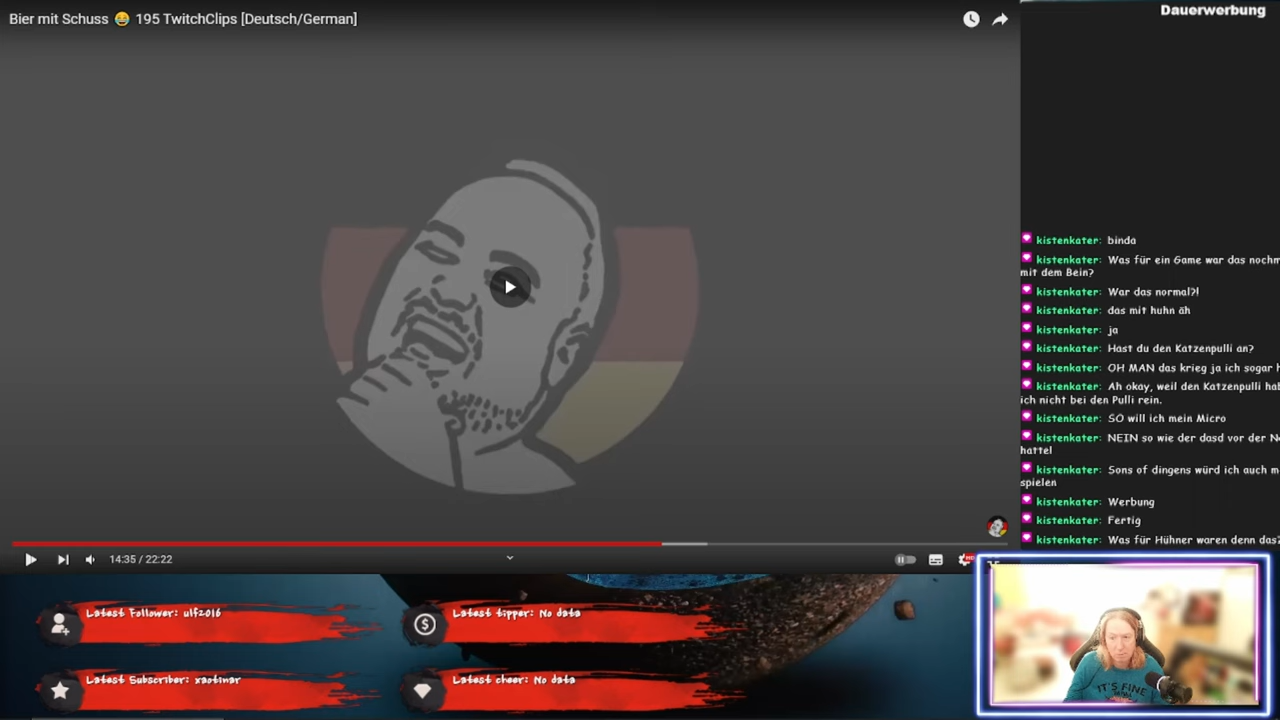 Bier mit Schuss 😂 195 TwitchClips [Deutsch/German]
Dauerwerbung
kistenkater: binda
kistenkater: Was für ein Game war das nochm
mit dem Bein?
kistenkater: War das normal?!
kistenkater: das mit huhn äh
kistenkater: ja
kistenkater: Hast du den Katzenpulli an?
kistenkater: OH MAN das krieg ja ich sogar h
kistenkater: Ah okay, weil den Katzenpulli hab
ich nicht bei den Pulli rein.
kistenkater: SO will ich mein Micro
kistenkater: NEIN so wie der dasd vor der Ne
hattel
kistenkater: Sons of dingens würd ich auch m
spielen
kistenkater: Werbung
kistenkater: Fertig
kistenkater: Was für Hühner waren denn das?
14:35 / 22:22
Latest Follower: ulf2016
Latest tipper: No data
Latest Subscriber: xaotinar
Latest cheer: No data
IT'S FINE